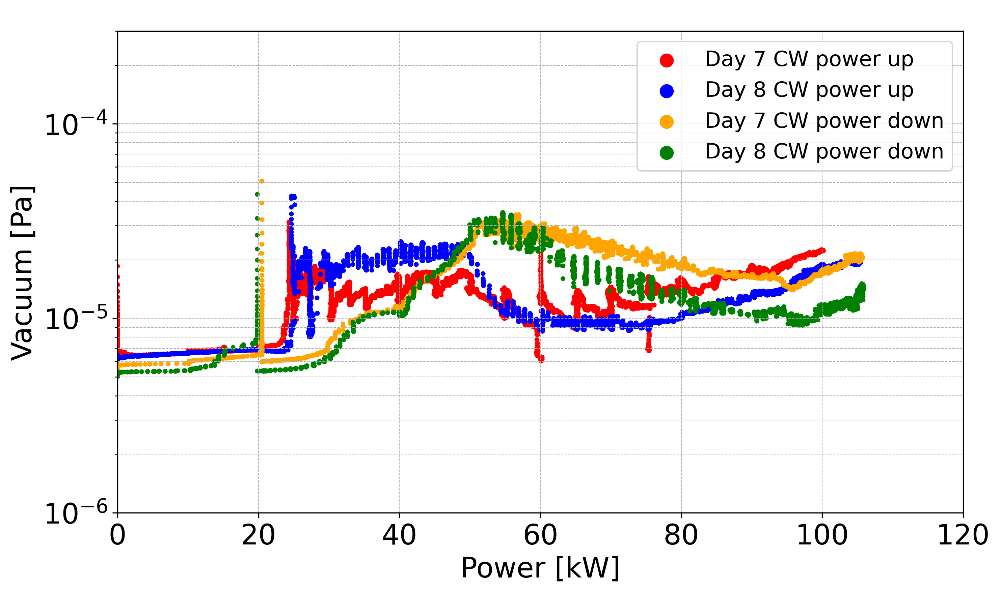 Day 7 CW power up
Day 8 CW power up
Day 7 CW power down
Day 8 CW power down
Vacuum [Pa]
10⁻⁴
10⁻⁵
10⁻⁶
0 20 40 60 80 100 120
Power [kW]